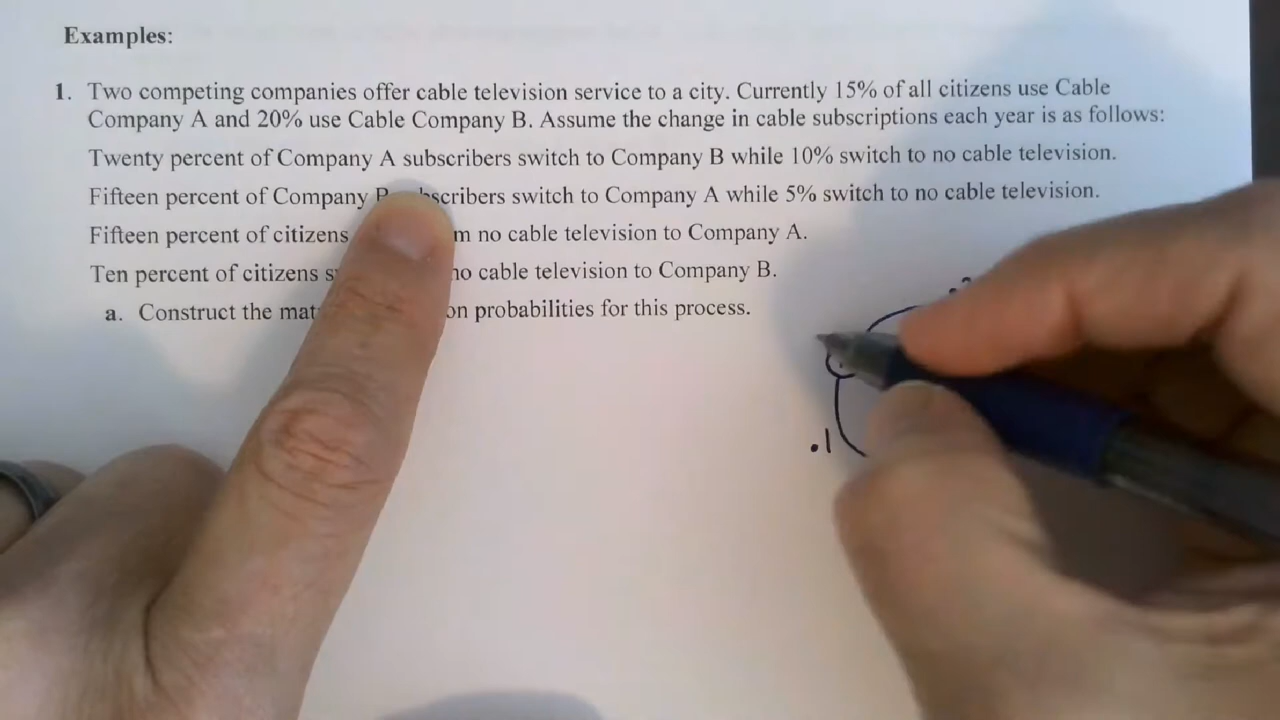 Examples:
1. Two competing companies offer cable television service to a city. Currently 15% of all citizens use Cable
Company A and 20% use Cable Company B. Assume the change in cable subscriptions each year is as follows:
Twenty percent of Company A subscribers switch to Company B while 10% switch to no cable television.
Fifteen percent of Company switch to Company A while 5% switch to no cable television.
Fifteen percent of citizens no cable television to Company A.
Ten percent of citizens no cable television to Company B.
a. Construct the probabilities for this process.
.1